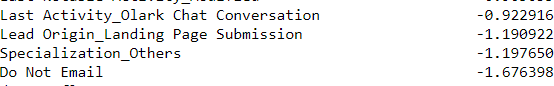 Last Activity_Olark Chat Conversation -0.922916
Lead Origin_Landing Page Submission -1.190922
Specialization_Others -1.197650
Do Not Email -1.676398